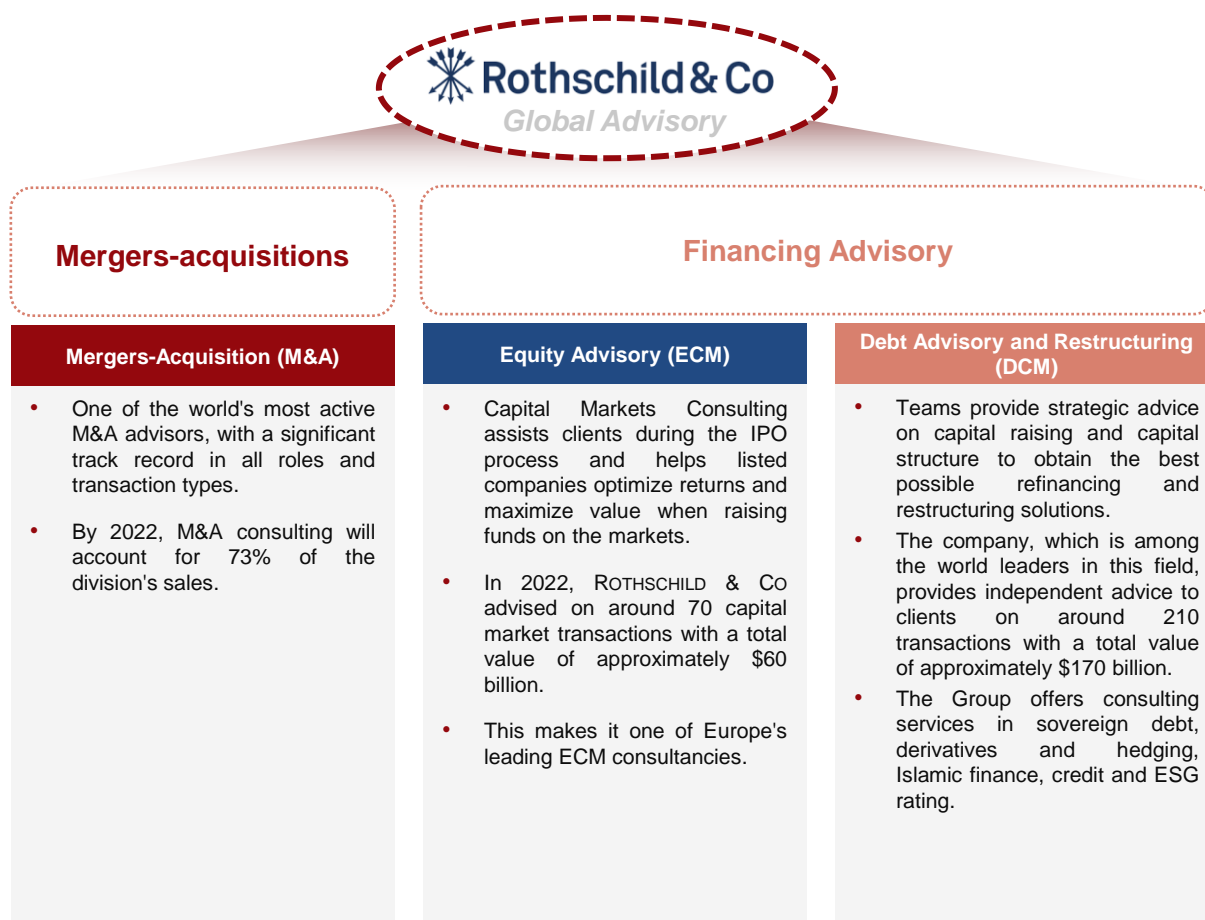 Rothschild & Co
Global Advisory
Mergers-acquisitions
Financing Advisory
Mergers-Acquisition (M&A)
• One of the world's most active
M&A advisors, with a significant
track record in all roles and
transaction types.
• By 2022, M&A consulting will
account for 73% of the
division's sales.
Equity Advisory (ECM)
• Capital Markets Consulting
assists clients during the IPO
process and helps listed
companies optimize returns and
maximize value when raising
funds on the markets.
• In 2022, ROTHSCHILD & CO
advised on around 70 capital
market transactions with a total
value of approximately $60
billion.
• This makes it one of Europe's
leading ECM consultancies.
Debt Advisory and Restructuring
(DCM)
• Teams provide strategic advice
on capital raising and capital
structure to obtain the best
possible refinancing and
restructuring solutions.
• The company, which is among
the world leaders in this field,
provides independent advice to
clients on around 210
transactions with a total value
of approximately $170 billion.
• The Group offers consulting
services in sovereign debt,
derivatives and hedging,
Islamic finance, credit and ESG
rating.